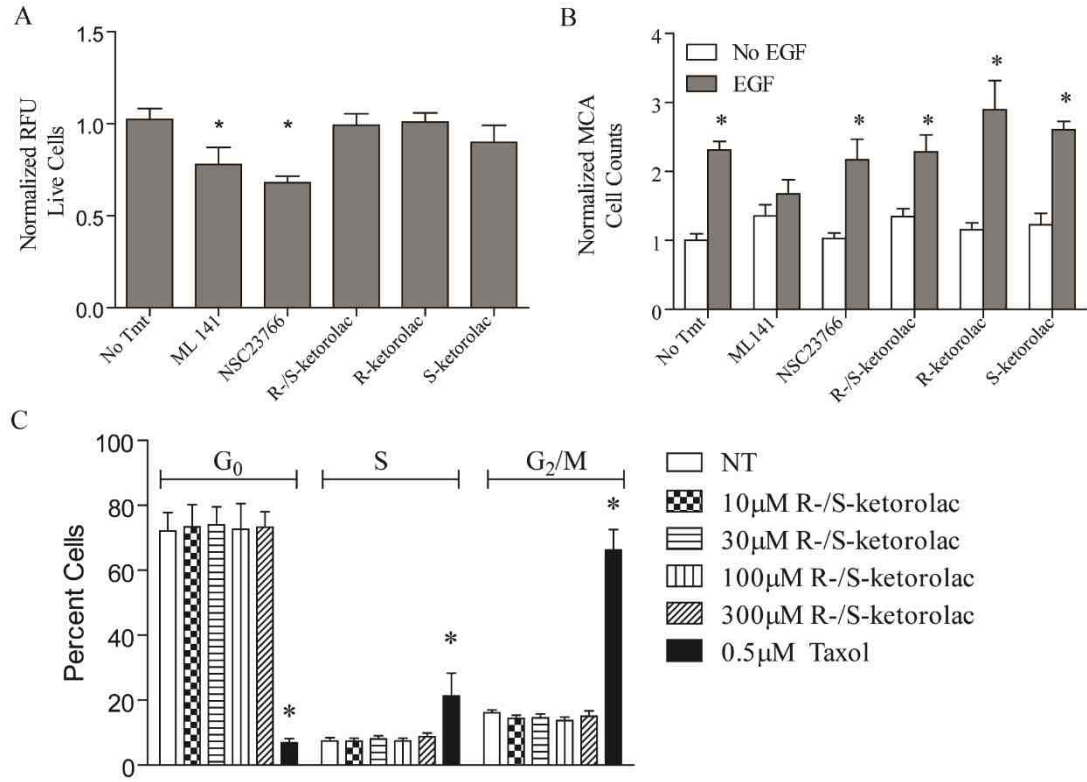 A
Normalized RFU
Live Cells
1.5
1.0
0.5
0.0
*
*
No Tmt
ML 141
NSC23766
R-/S-ketorolac
R-ketorolac
S-ketorolac
B
Normalized MCA
Cell Counts
4
3
2
1
0
No EGF
EGF
*
*
*
*
*
No Tmt
ML141
NSC23766
R-/S-ketorolac
R-ketorolac
S-ketorolac
C
Percent Cells
100
80
60
40
20
0
G₀
S
G₂/M
*
*
*
NT
10µM R-/S-ketorolac
30µM R-/S-ketorolac
100µM R-/S-ketorolac
300µM R-/S-ketorolac
0.5µM Taxol